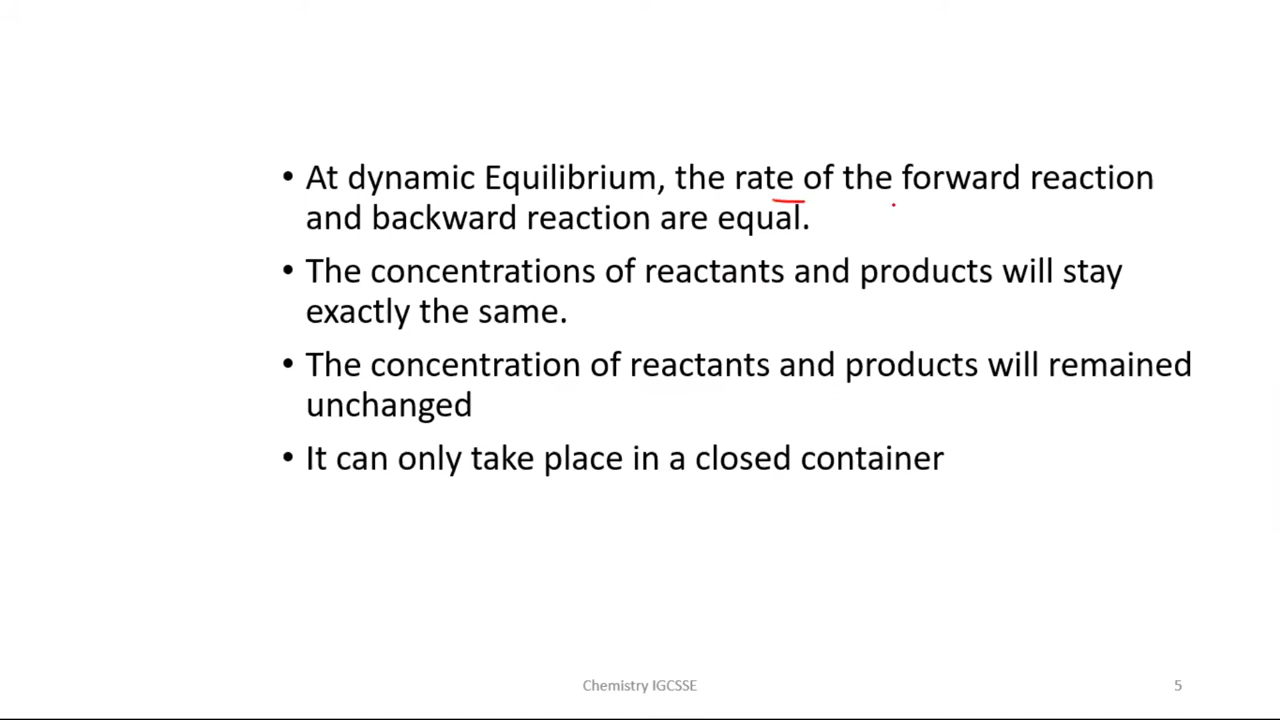 • At dynamic Equilibrium, the rate of the forward reaction
and backward reaction are equal.
• The concentrations of reactants and products will stay
exactly the same.
• The concentration of reactants and products will remained
unchanged
• It can only take place in a closed container
Chemistry IGCSSE
5